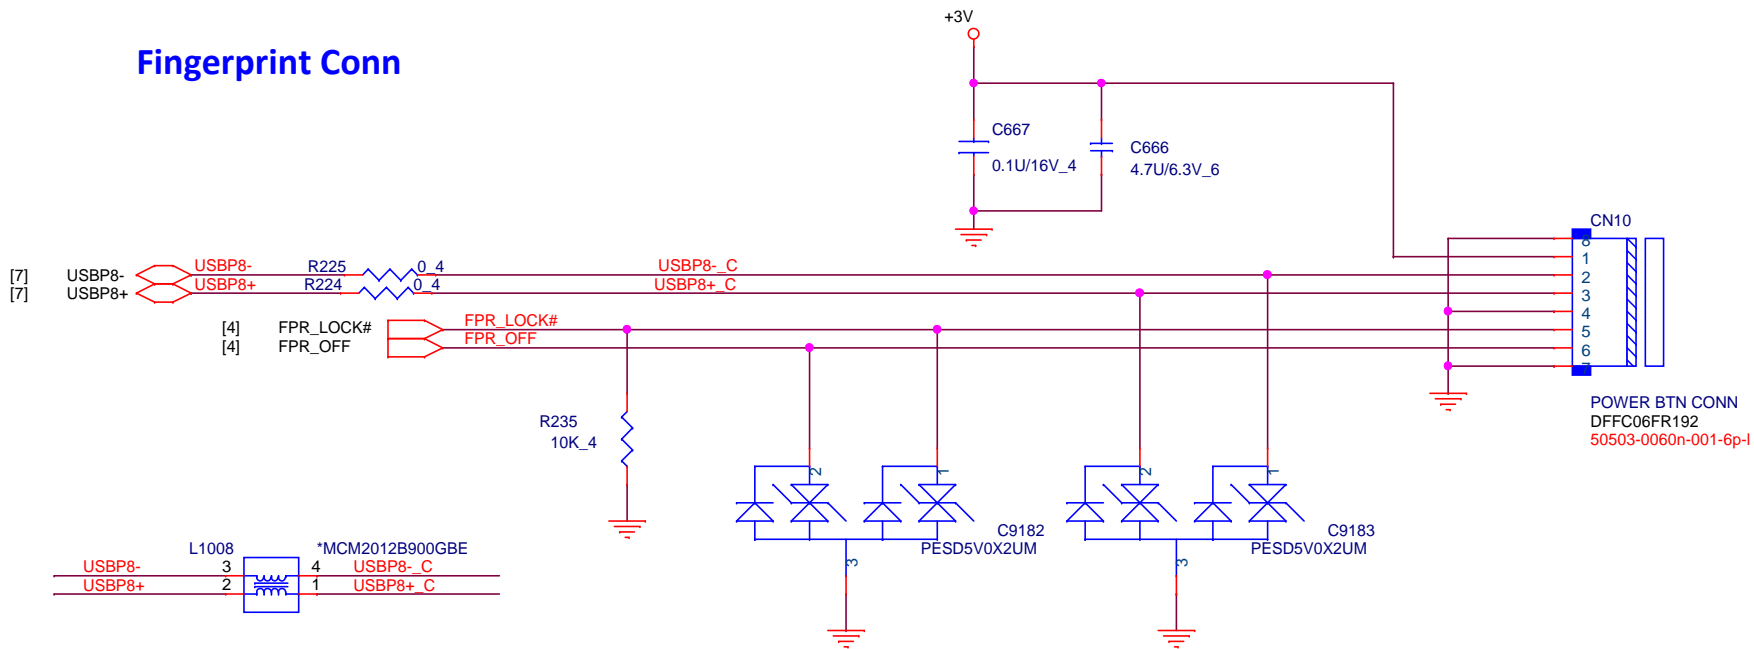 +3V
Fingerprint Conn
C667
0.1U/16V_4
C666
4.7U/6.3V_6
CN10
8
1
2
3
4
5
6
7
[7] USBP8- USBP8- R225 0_4 USBP8-_C
[7] USBP8+ USBP8+ R224 0_4 USBP8+_C
[4] FPR_LOCK# FPR_LOCK#
[4] FPR_OFF FPR_OFF
POWER BTN CONN
DFFC06FR192
50503-0060n-001-6p-l
R235
10K_4
2 1 2 1
C9182 C9183
PESD5V0X2UM PESD5V0X2UM
3 3
L1008 *MCM2012B900GBE
USBP8- 3 4 USBP8-_C
USBP8+ 2 1 USBP8+_C